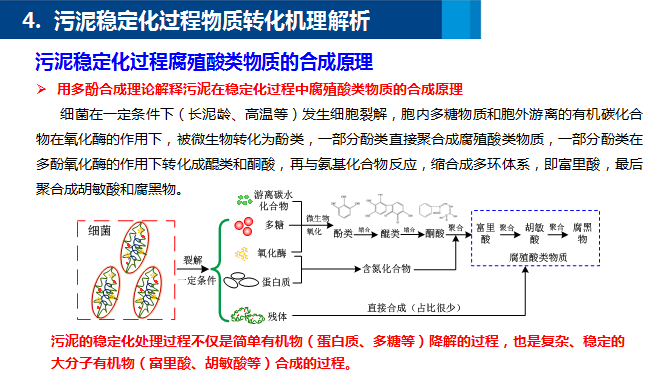 4. 污泥稳定化过程物质转化机理解析
污泥稳定化过程腐殖酸类物质的合成原理
用多酚合成理论解释污泥在稳定化过程中腐殖酸类物质的合成原理
细菌在一定条件下（长泥龄、高温等）发生细胞裂解，胞内多糖物质和胞外游离的有机碳化合
物在氧化酶的作用下，被微生物转化为酚类，一部分酚类直接聚合成腐殖酸类物质，一部分酚类在
多酚氧化酶的作用下转化成醌类和酮酸，再与氨基化合物反应，缩合成多环体系，即富里酸，最后
聚合成胡敏酸和腐黑物。
细菌
裂解
一定条件
游离碳水
化合物
多糖
氧化酶
蛋白质
残体
微生物
氧化
酚类
缩合
醌类
缩合
酮酸
聚合
富里
酸
聚合
胡敏
酸
聚合
腐黑
物
腐殖酸类物质
含氮化合物
直接合成（占比很少）
污泥的稳定化处理过程不仅是简单有机物（蛋白质、多糖等）降解的过程，也是复杂、稳定的
大分子有机物（富里酸、胡敏酸等）合成的过程。